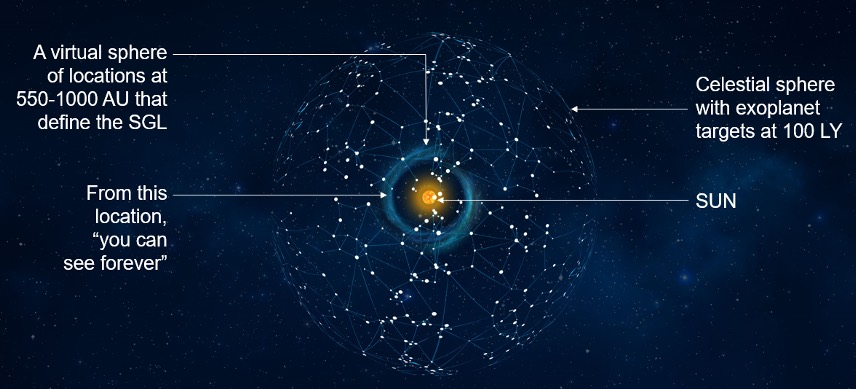 A virtual sphere
of locations at
550-1000 AU that
define the SGL
From this
location,
“you can
see forever”
Celestial sphere
with exoplanet
targets at 100 LY
SUN